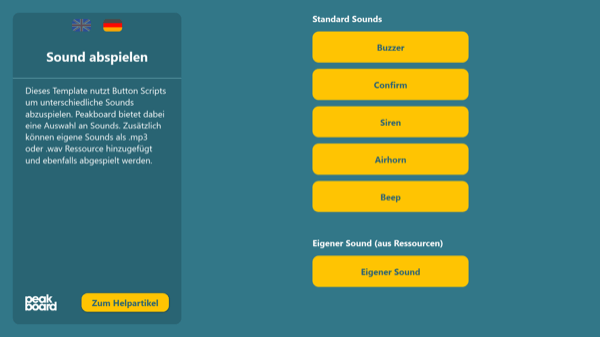 Sound abspielen
Dieses Template nutzt Button Scripts
um unterschiedliche Sounds
abzuspielen. Peakboard bietet dabei
eine Auswahl an Sounds. Zusätzlich
können eigene Sounds als .mp3
oder .wav Ressource hinzugefügt
und ebenfalls abgespielt werden.
peak
board
Zum Helpartikel
Standard Sounds
Buzzer
Confirm
Siren
Airhorn
Beep
Eigener Sound (aus Ressourcen)
Eigener Sound